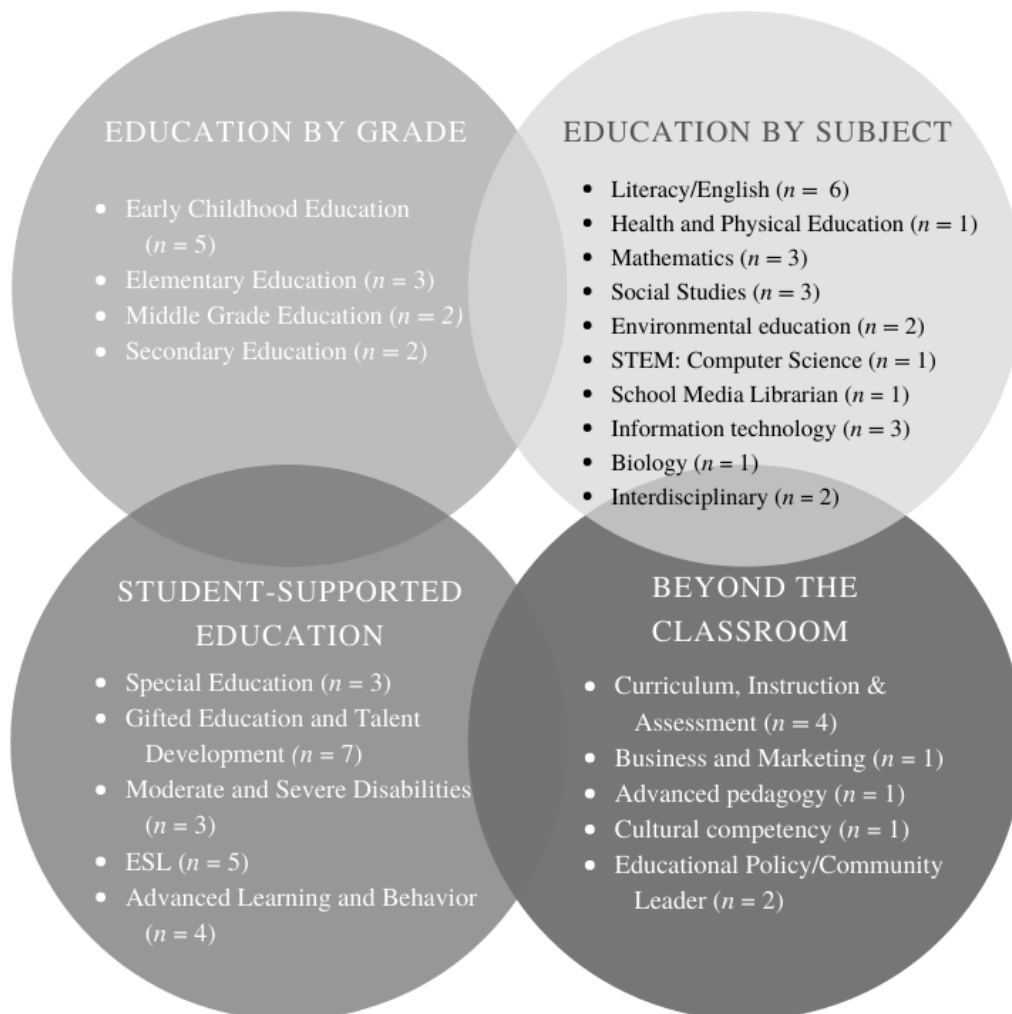 EDUCATION BY GRADE
• Early Childhood Education
(n = 5)
• Elementary Education (n = 3)
• Middle Grade Education (n = 2)
• Secondary Education (n = 2)
EDUCATION BY SUBJECT
• Literacy/English (n = 6)
• Health and Physical Education (n = 1)
• Mathematics (n = 3)
• Social Studies (n = 3)
• Environmental education (n = 2)
• STEM: Computer Science (n = 1)
• School Media Librarian (n = 1)
• Information technology (n = 3)
• Biology (n = 1)
• Interdisciplinary (n = 2)
STUDENT-SUPPORTED
EDUCATION
• Special Education (n = 3)
• Gifted Education and Talent
Development (n = 7)
• Moderate and Severe Disabilities
(n = 3)
• ESL (n = 5)
• Advanced Learning and Behavior
(n = 4)
BEYOND THE
CLASSROOM
• Curriculum, Instruction &
Assessment (n = 4)
• Business and Marketing (n = 1)
• Advanced pedagogy (n = 1)
• Cultural competency (n = 1)
• Educational Policy/Community
Leader (n = 2)